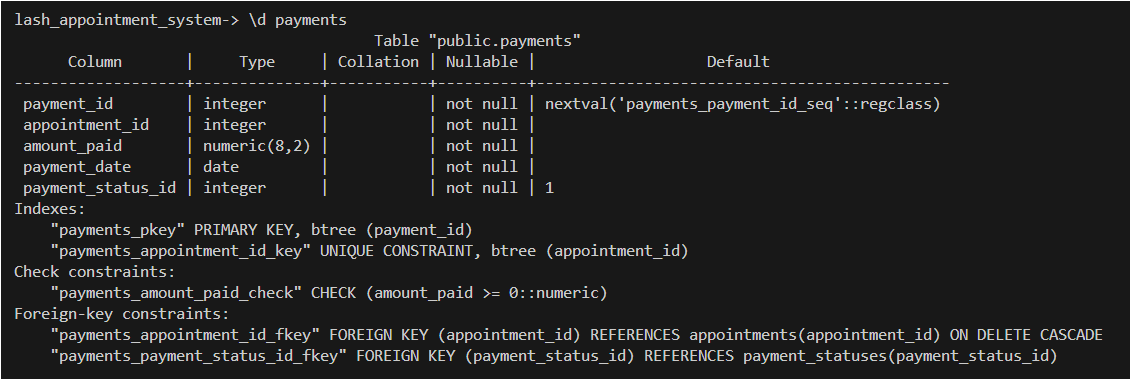 lash_appointment_system-> \d payments
                                       Table "public.payments"
      Column       |     Type     | Collation | Nullable |                   Default
-------------------+--------------+-----------+----------+---------------------------------------------
 payment_id        | integer      |           | not null | nextval('payments_payment_id_seq'::regclass)
 appointment_id    | integer      |           | not null |
 amount_paid       | numeric(8,2) |           | not null |
 payment_date      | date         |           | not null |
 payment_status_id | integer      |           | not null | 1
Indexes:
    "payments_pkey" PRIMARY KEY, btree (payment_id)
    "payments_appointment_id_key" UNIQUE CONSTRAINT, btree (appointment_id)
Check constraints:
    "payments_amount_paid_check" CHECK (amount_paid >= 0::numeric)
Foreign-key constraints:
    "payments_appointment_id_fkey" FOREIGN KEY (appointment_id) REFERENCES appointments(appointment_id) ON DELETE CASCADE
    "payments_payment_status_id_fkey" FOREIGN KEY (payment_status_id) REFERENCES payment_statuses(payment_status_id)